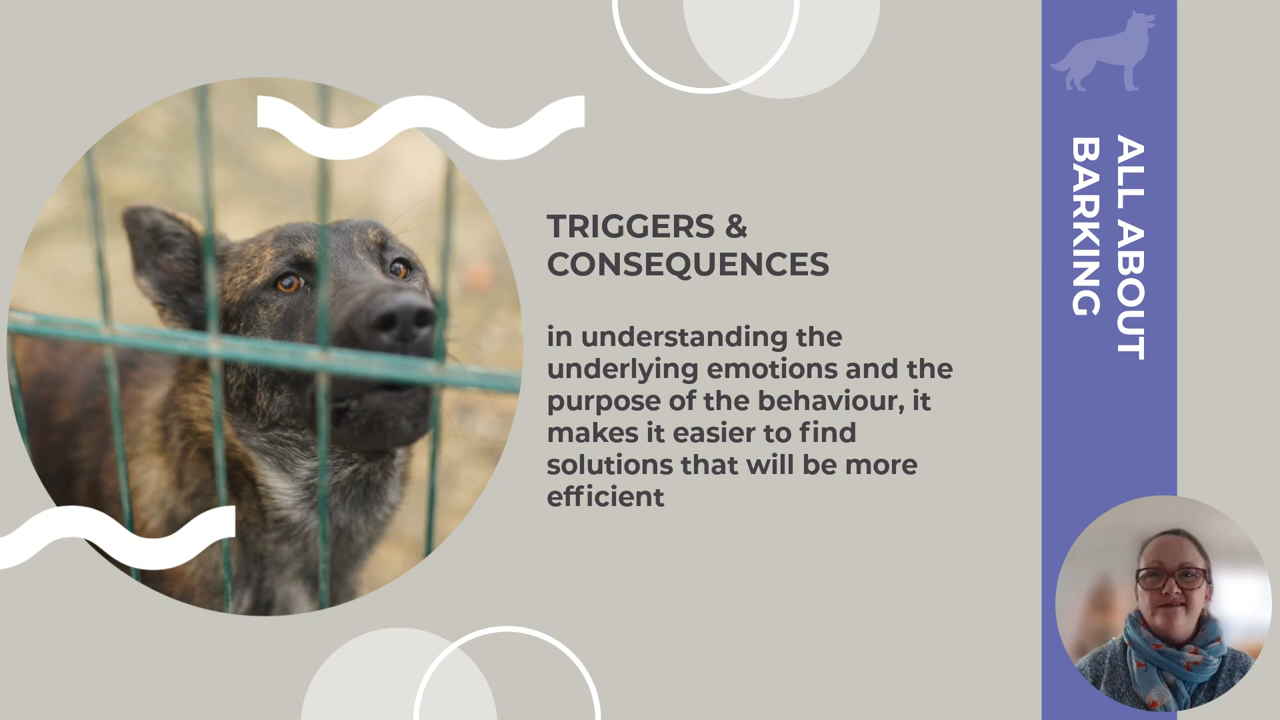 TRIGGERS &
CONSEQUENCES
in understanding the
underlying emotions and the
purpose of the behaviour, it
makes it easier to find
solutions that will be more
efficient
ALL ABOUT
BARKING